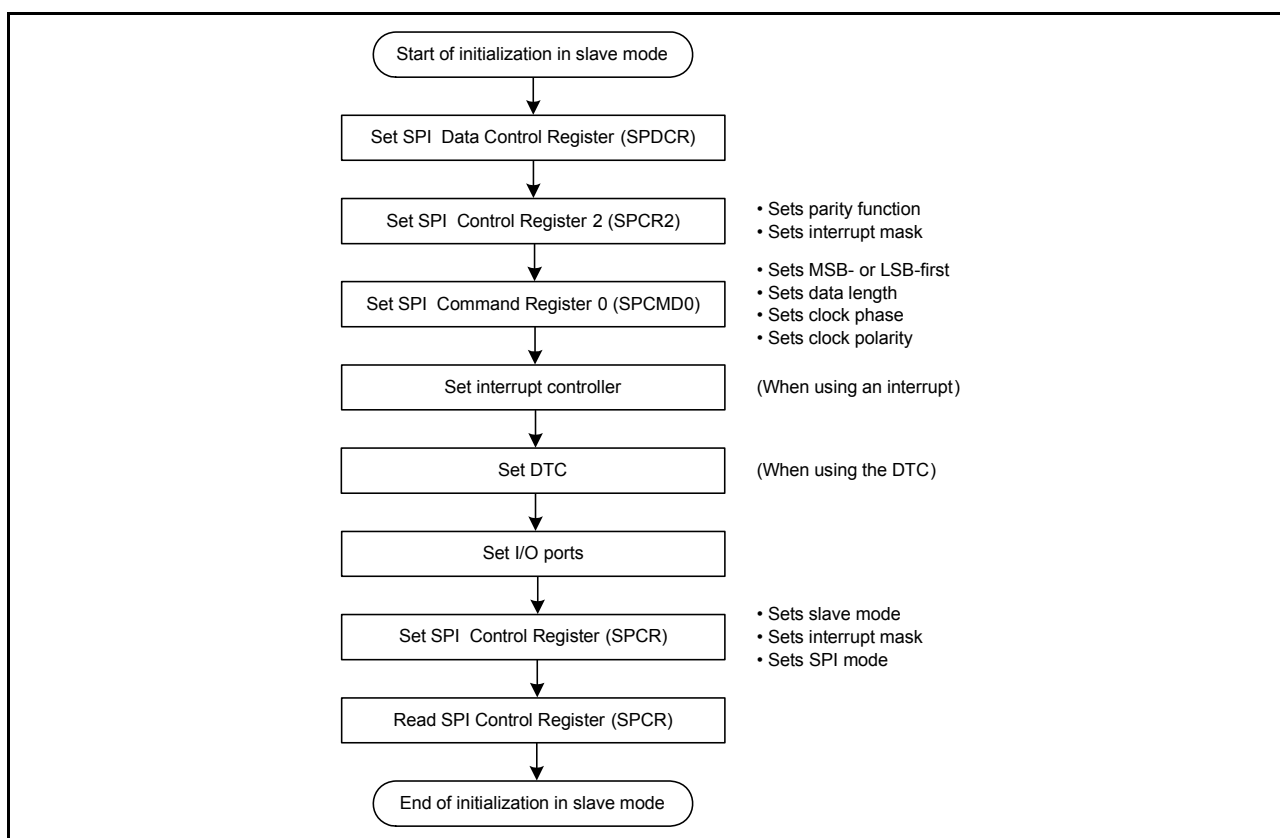 Start of initialization in slave mode
Set SPI Data Control Register (SPDCR)
Set SPI Control Register 2 (SPCR2)
• Sets parity function
• Sets interrupt mask
Set SPI Command Register 0 (SPCMD0)
• Sets MSB- or LSB-first
• Sets data length
• Sets clock phase
• Sets clock polarity
Set interrupt controller
(When using an interrupt)
Set DTC
(When using the DTC)
Set I/O ports
Set SPI Control Register (SPCR)
• Sets slave mode
• Sets interrupt mask
• Sets SPI mode
Read SPI Control Register (SPCR)
End of initialization in slave mode